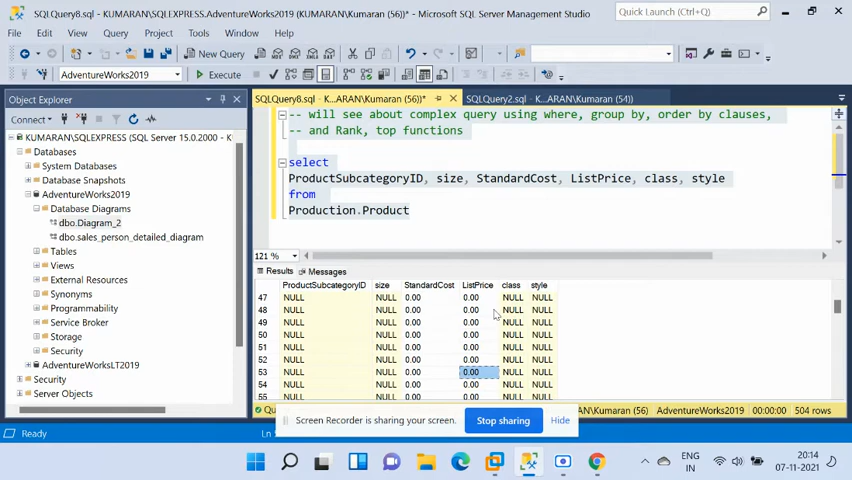 SQLQuery8.sql - KUMARAN\SQLEXPRESS.AdventureWorks2019 (KUMARAN\Kumaran (56))* - Microsoft SQL Server Management Studio
Quick Launch (Ctrl+Q)
File Edit View Query Project Tools Window Help
New Query
AdventureWorks2019
Execute
Object Explorer
SQLQuery8.sql - K...ARAN\Kumaran (56))*
SQLQuery2.sql - K...ARAN\Kumaran (54))
Connect
KUMARAN\SQLEXPRESS (SQL Server 15.0.2000 - K
Databases
System Databases
Database Snapshots
AdventureWorks2019
Database Diagrams
dbo.Diagram_2
dbo.sales_person_detailed_diagram
Tables
Views
External Resources
Synonyms
Programmability
Service Broker
Storage
Security
AdventureWorksLT2019
Security
Server Objects
-- will see about complex query using where, group by, order by clauses,
-- and Rank, top functions
select
ProductSubcategoryID, size, StandardCost, ListPrice, class, style
from
Production.Product
121 %
Results Messages
ProductSubcategoryID size StandardCost ListPrice class style
47 NULL NULL 0.00 0.00 NULL NULL
48 NULL NULL 0.00 0.00 NULL NULL
49 NULL NULL 0.00 0.00 NULL NULL
50 NULL NULL 0.00 0.00 NULL NULL
51 NULL NULL 0.00 0.00 NULL NULL
52 NULL NULL 0.00 0.00 NULL NULL
53 NULL NULL 0.00 0.00 NULL NULL
54 NULL NULL 0.00 0.00 NULL NULL
55 NULL NULL 0.00 0.00 NULL NULL
AN\Kumaran (56)) AdventureWorks2019 00:00:00 504 rows
Screen Recorder is sharing your screen. Stop sharing Hide
Ready
ENG
IN
20:14
07-11-2021